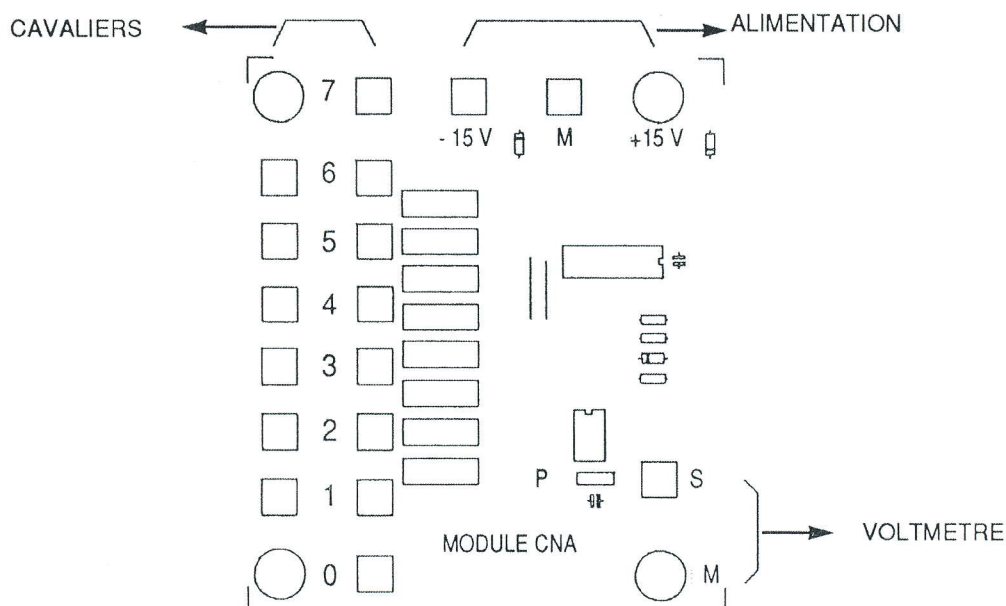 CAVALIERS
ALIMENTATION
7
- 15 V M +15 V
6
5
4
3
2
P S
1
VOLTMETRE
MODULE CNA
0 M